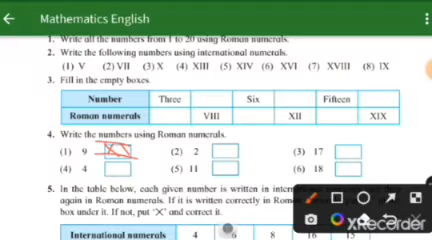 Mathematics English
1. Write all the numbers from 1 to 20 using Roman numerals.
2. Write the following numbers using international numerals.
(1) V (2) VII (3) X (4) XIII (5) XIV (6) XVI (7) XVIII (8) IX
3. Fill in the empty boxes.
Number Three Six Fifteen
Roman numerals VIII XII XIX
4. Write the numbers using Roman numerals.
(1) 9 (2) 2 (3) 17
(4) 4 (5) 11 (6) 18
5. In the table below, each given number is written in
again in Roman numerals. If it is written correctly in Roman
box under it. If not, put 'X' and correct it.
International numerals 4 6 8 16 15
XRecorder